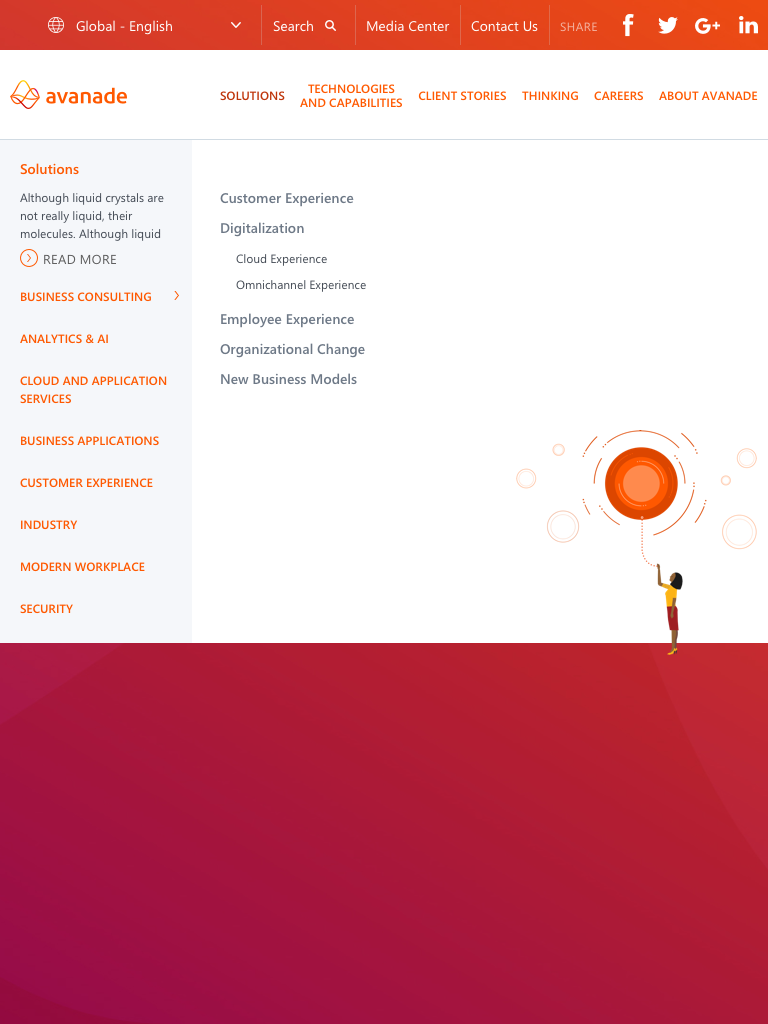 Global - English
Search
Media Center
Contact Us
SHARE
avanade
SOLUTIONS
TECHNOLOGIES
AND CAPABILITIES
CLIENT STORIES
THINKING
CAREERS
ABOUT AVANADE
Solutions
Although liquid crystals are
not really liquid, their
molecules. Although liquid
READ MORE
BUSINESS CONSULTING
ANALYTICS & AI
CLOUD AND APPLICATION
SERVICES
BUSINESS APPLICATIONS
CUSTOMER EXPERIENCE
INDUSTRY
MODERN WORKPLACE
SECURITY
Customer Experience
Digitalization
Cloud Experience
Omnichannel Experience
Employee Experience
Organizational Change
New Business Models